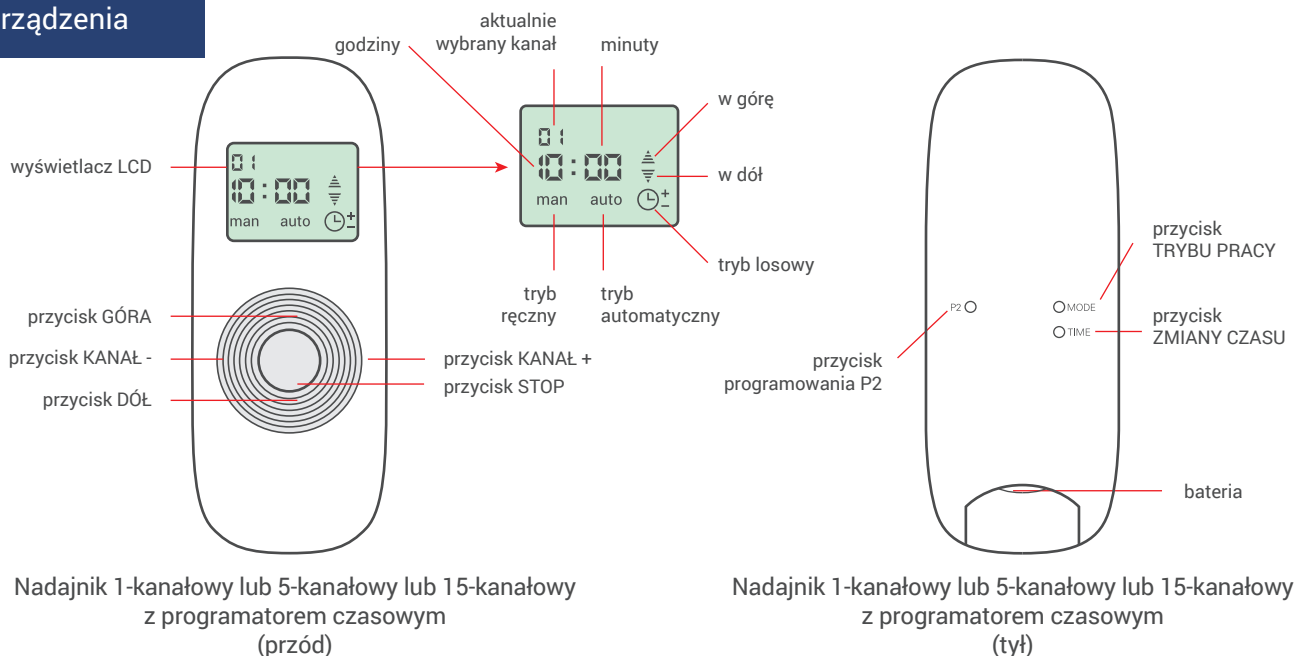 rządzenia
aktualnie
wybrany kanał
godziny
minuty
w górę
w dół
tryb losowy
tryb
ręczny
tryb
automatyczny
01
10:00
man auto
+
-
wyświetlacz LCD
01
10:00
man auto
+
-
przycisk GÓRA
przycisk KANAŁ -
przycisk DÓŁ
przycisk KANAŁ +
przycisk STOP
Nadajnik 1-kanałowy lub 5-kanałowy lub 15-kanałowy
z programatorem czasowym
(przód)
przycisk
TRYBU PRACY
P2
MODE
TIME
przycisk
ZMIANY CZASU
przycisk
programowania P2
bateria
Nadajnik 1-kanałowy lub 5-kanałowy lub 15-kanałowy
z programatorem czasowym
(tył)